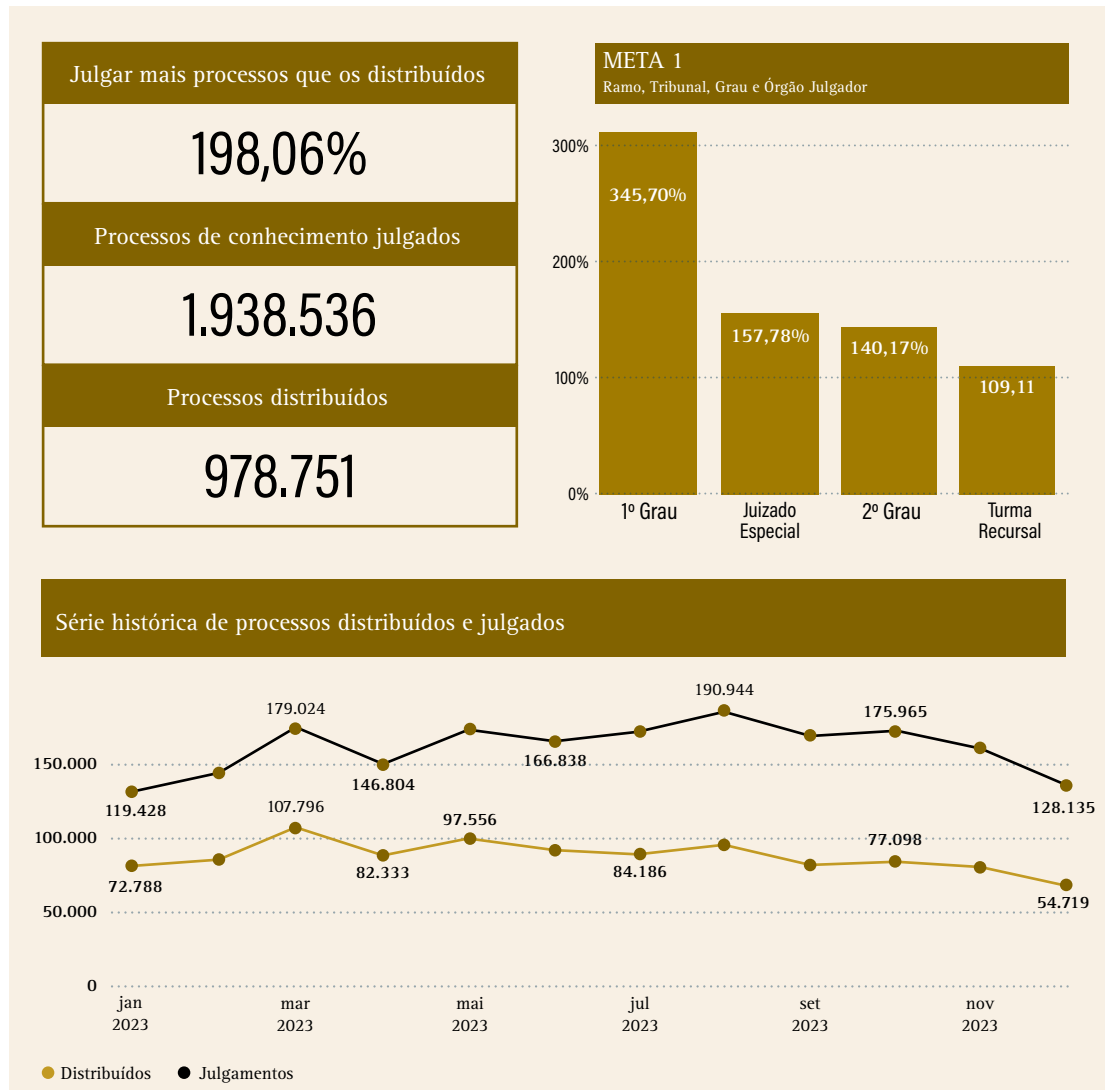 Julgar mais processos que os distribuídos
198,06%
Processos de conhecimento julgados
1.938.536
Processos distribuídos
978.751
META 1
Ramo, Tribunal, Grau e Órgão Julgador
300%
200%
100%
0%
345,70%
157,78%
140,17%
109,11
1º Grau
Juizado
Especial
2º Grau
Turma
Recursal
Série histórica de processos distribuídos e julgados
150.000
100.000
50.000
0
119.428
179.024
146.804
166.838
190.944
175.965
128.135
72.788
107.796
82.333
97.556
84.186
77.098
54.719
jan
2023
mar
2023
mai
2023
jul
2023
set
2023
nov
2023
Distribuídos
Julgamentos